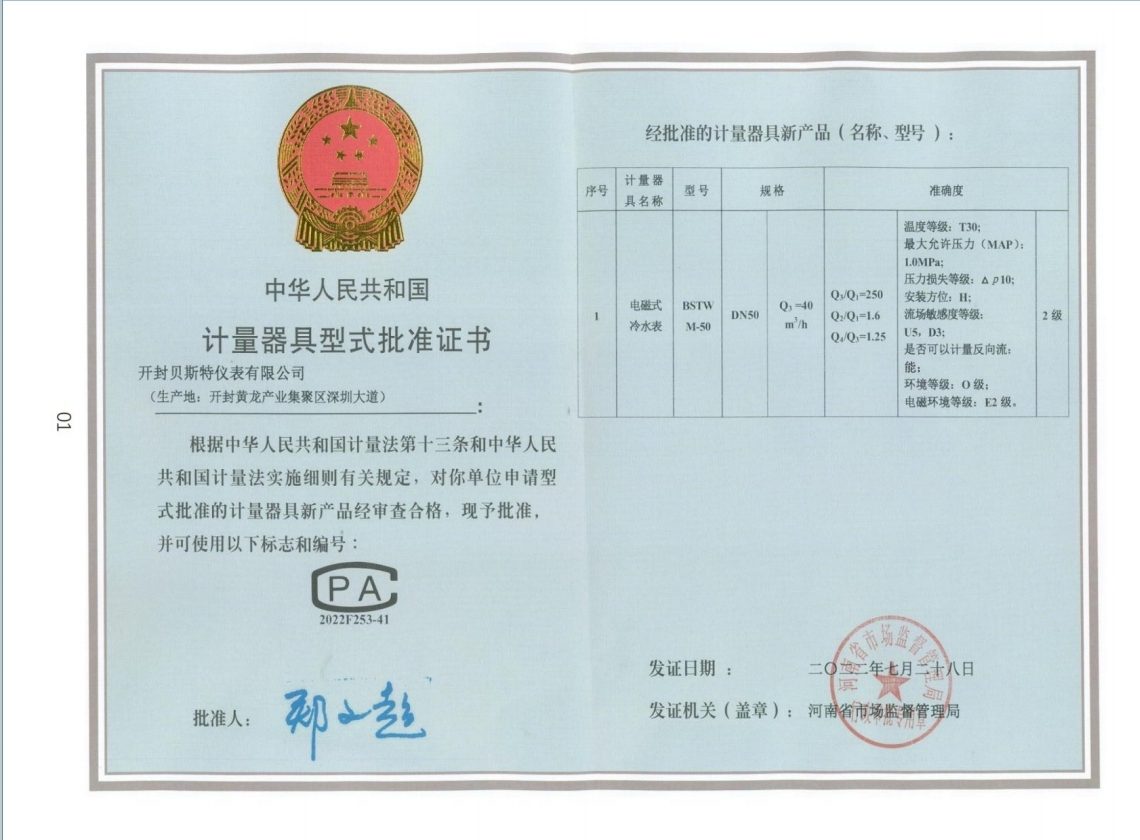 中华人民共和国
计量器具型式批准证书
开封贝斯特仪表有限公司
（生产地：开封黄龙产业集聚区深圳大道）
：
根据中华人民共和国计量法第十三条和中华人民
共和国计量法实施细则有关规定，对你单位申请型
式批准的计量器具新产品经审查合格，现予批准，
并可使用以下标志和编号：
CPA
2022F253-41
批准人：
郑文超
经批准的计量器具新产品（名称、型号）：
序号 计量器具名称 型号 规格 准确度
1
电磁式
冷水表
BSTW
M-50
DN50
Q₃=40
m³/h
Q₃/Q₁=250
Q₂/Q₁=1.6
Q₄/Q₃=1.25
温度等级：T30;
最大允许压力（MAP）:
1.0MPa;
压力损失等级：△p10;
安装方位：H;
流场敏感度等级:
U5，D3;
是否可以计量反向流:
能;
环境等级：O级;
电磁环境等级：E2级。
2级
发证日期：二〇二二年七月二十八日
发证机关（盖章）：河南省市场监督管理局
河南省市场监督管理局
01